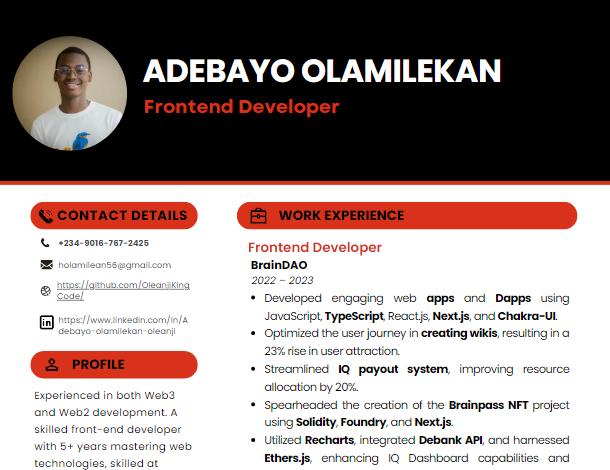 ADEBAYO OLAMILEKAN
Frontend Developer
CONTACT DETAILS
+234-9016-767-2425
holamilean56@gmail.com
https://github.com/OleanjiKing
Code/
https://www.linkedin.com/in/A
debayo-olamilekan-oleanji
PROFILE
Experienced in both Web3
and Web2 development. A
skilled front-end developer
with 5+ years mastering web
technologies, skilled at
WORK EXPERIENCE
Frontend Developer
BrainDAO
2022 – 2023
• Developed engaging web apps and Dapps using
JavaScript, TypeScript, React.js, Next.js, and Chakra-UI.
• Optimized the user journey in creating wikis, resulting in a
23% rise in user attraction.
• Streamlined IQ payout system, improving resource
allocation by 20%.
• Spearheaded the creation of the Brainpass NFT project
using Solidity, Foundry, and Next.js.
• Utilized Recharts, integrated Debank API, and harnessed
Ethers.js, enhancing IQ Dashboard capabilities and